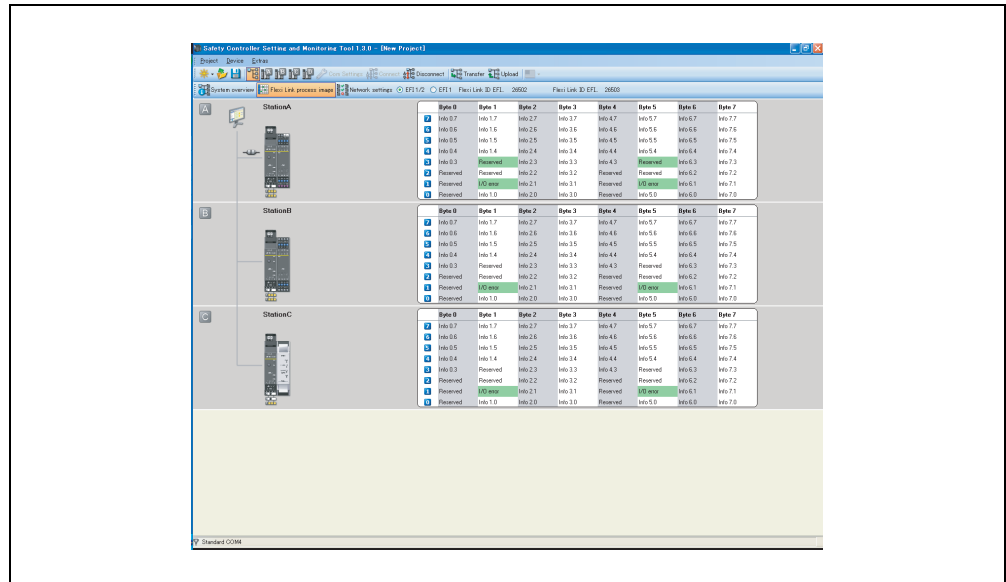 Safety Controller Setting and Monitoring Tool 1.3.0 - [New Project]
Project Device Extras
Save Settings Connect Disconnect Transfer Upload
System overview Flexi Link process image Network settings EFI1/2 EFI1 Flexi Link ID EFI. 26502 Flexi Link ID EFI. 26503
A StationA Byte 0 Byte 1 Byte 2 Byte 3 Byte 4 Byte 5 Byte 6 Byte 7
7 Info 0.7 Info 1.7 Info 2.7 Info 3.7 Info 4.7 Info 5.7 Info 6.7 Info 7.7
6 Info 0.6 Info 1.6 Info 2.6 Info 3.6 Info 4.6 Info 5.6 Info 6.6 Info 7.6
5 Info 0.5 Info 1.5 Info 2.5 Info 3.5 Info 4.5 Info 5.5 Info 6.5 Info 7.5
4 Info 0.4 Info 1.4 Info 2.4 Info 3.4 Info 4.4 Info 5.4 Info 6.4 Info 7.4
3 Info 0.3 Reserved Info 2.3 Info 3.3 Info 4.3 Reserved Info 6.3 Info 7.3
2 Reserved Reserved Info 2.2 Info 3.2 Reserved Reserved Info 6.2 Info 7.2
1 Reserved I/O error Info 2.1 Info 3.1 Reserved I/O error Info 6.1 Info 7.1
0 Reserved Info 1.0 Info 2.0 Info 3.0 Reserved Info 5.0 Info 6.0 Info 7.0
B StationB Byte 0 Byte 1 Byte 2 Byte 3 Byte 4 Byte 5 Byte 6 Byte 7
7 Info 0.7 Info 1.7 Info 2.7 Info 3.7 Info 4.7 Info 5.7 Info 6.7 Info 7.7
6 Info 0.6 Info 1.6 Info 2.6 Info 3.6 Info 4.6 Info 5.6 Info 6.6 Info 7.6
5 Info 0.5 Info 1.5 Info 2.5 Info 3.5 Info 4.5 Info 5.5 Info 6.5 Info 7.5
4 Info 0.4 Info 1.4 Info 2.4 Info 3.4 Info 4.4 Info 5.4 Info 6.4 Info 7.4
3 Info 0.3 Reserved Info 2.3 Info 3.3 Info 4.3 Reserved Info 6.3 Info 7.3
2 Reserved Reserved Info 2.2 Info 3.2 Reserved Reserved Info 6.2 Info 7.2
1 Reserved I/O error Info 2.1 Info 3.1 Reserved I/O error Info 6.1 Info 7.1
0 Reserved Info 1.0 Info 2.0 Info 3.0 Reserved Info 5.0 Info 6.0 Info 7.0
C StationC Byte 0 Byte 1 Byte 2 Byte 3 Byte 4 Byte 5 Byte 6 Byte 7
7 Info 0.7 Info 1.7 Info 2.7 Info 3.7 Info 4.7 Info 5.7 Info 6.7 Info 7.7
6 Info 0.6 Info 1.6 Info 2.6 Info 3.6 Info 4.6 Info 5.6 Info 6.6 Info 7.6
5 Info 0.5 Info 1.5 Info 2.5 Info 3.5 Info 4.5 Info 5.5 Info 6.5 Info 7.5
4 Info 0.4 Info 1.4 Info 2.4 Info 3.4 Info 4.4 Info 5.4 Info 6.4 Info 7.4
3 Info 0.3 Reserved Info 2.3 Info 3.3 Info 4.3 Reserved Info 6.3 Info 7.3
2 Reserved Reserved Info 2.2 Info 3.2 Reserved Reserved Info 6.2 Info 7.2
1 Reserved I/O error Info 2.1 Info 3.1 Reserved I/O error Info 6.1 Info 7.1
0 Reserved Info 1.0 Info 2.0 Info 3.0 Reserved Info 5.0 Info 6.0 Info 7.0
Standard COM4